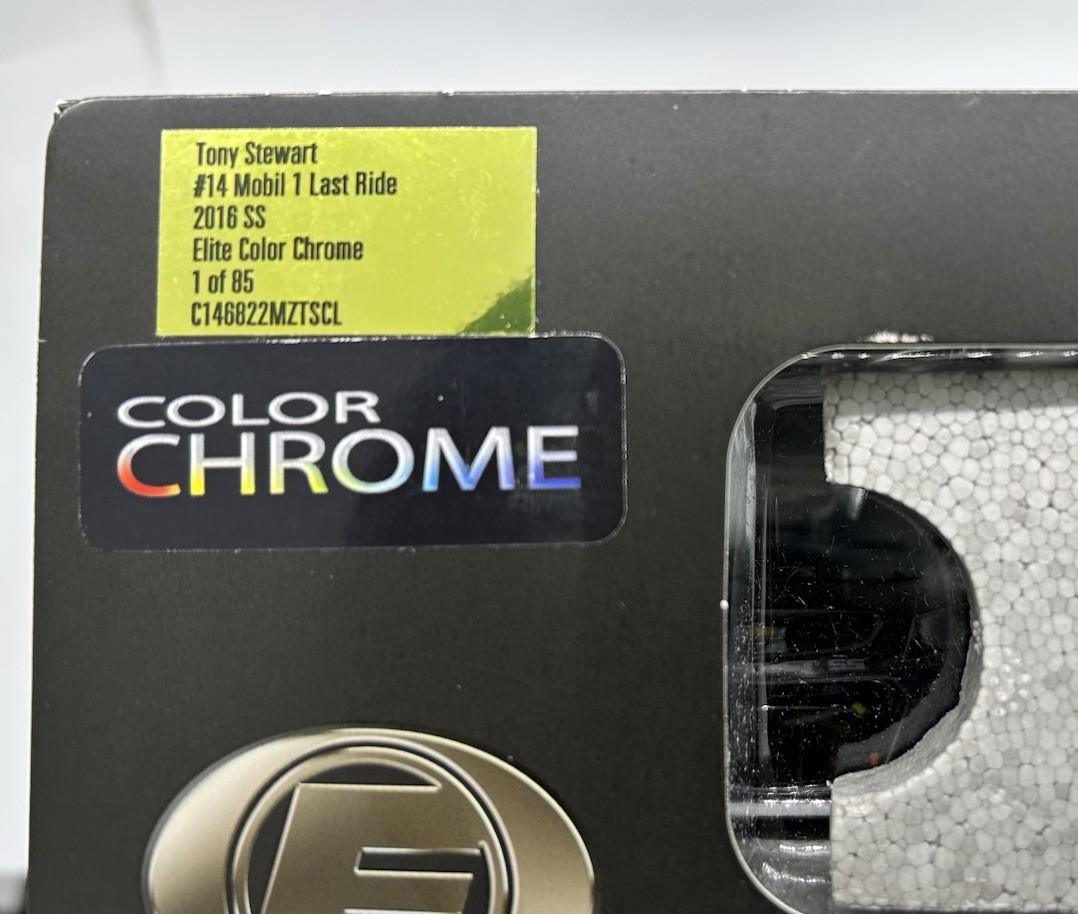 Tony Stewart
#14 Mobil 1 Last Ride
2016 SS
Elite Color Chrome
1 of 85
C146822MZTSCL
COLOR
CHROME
E